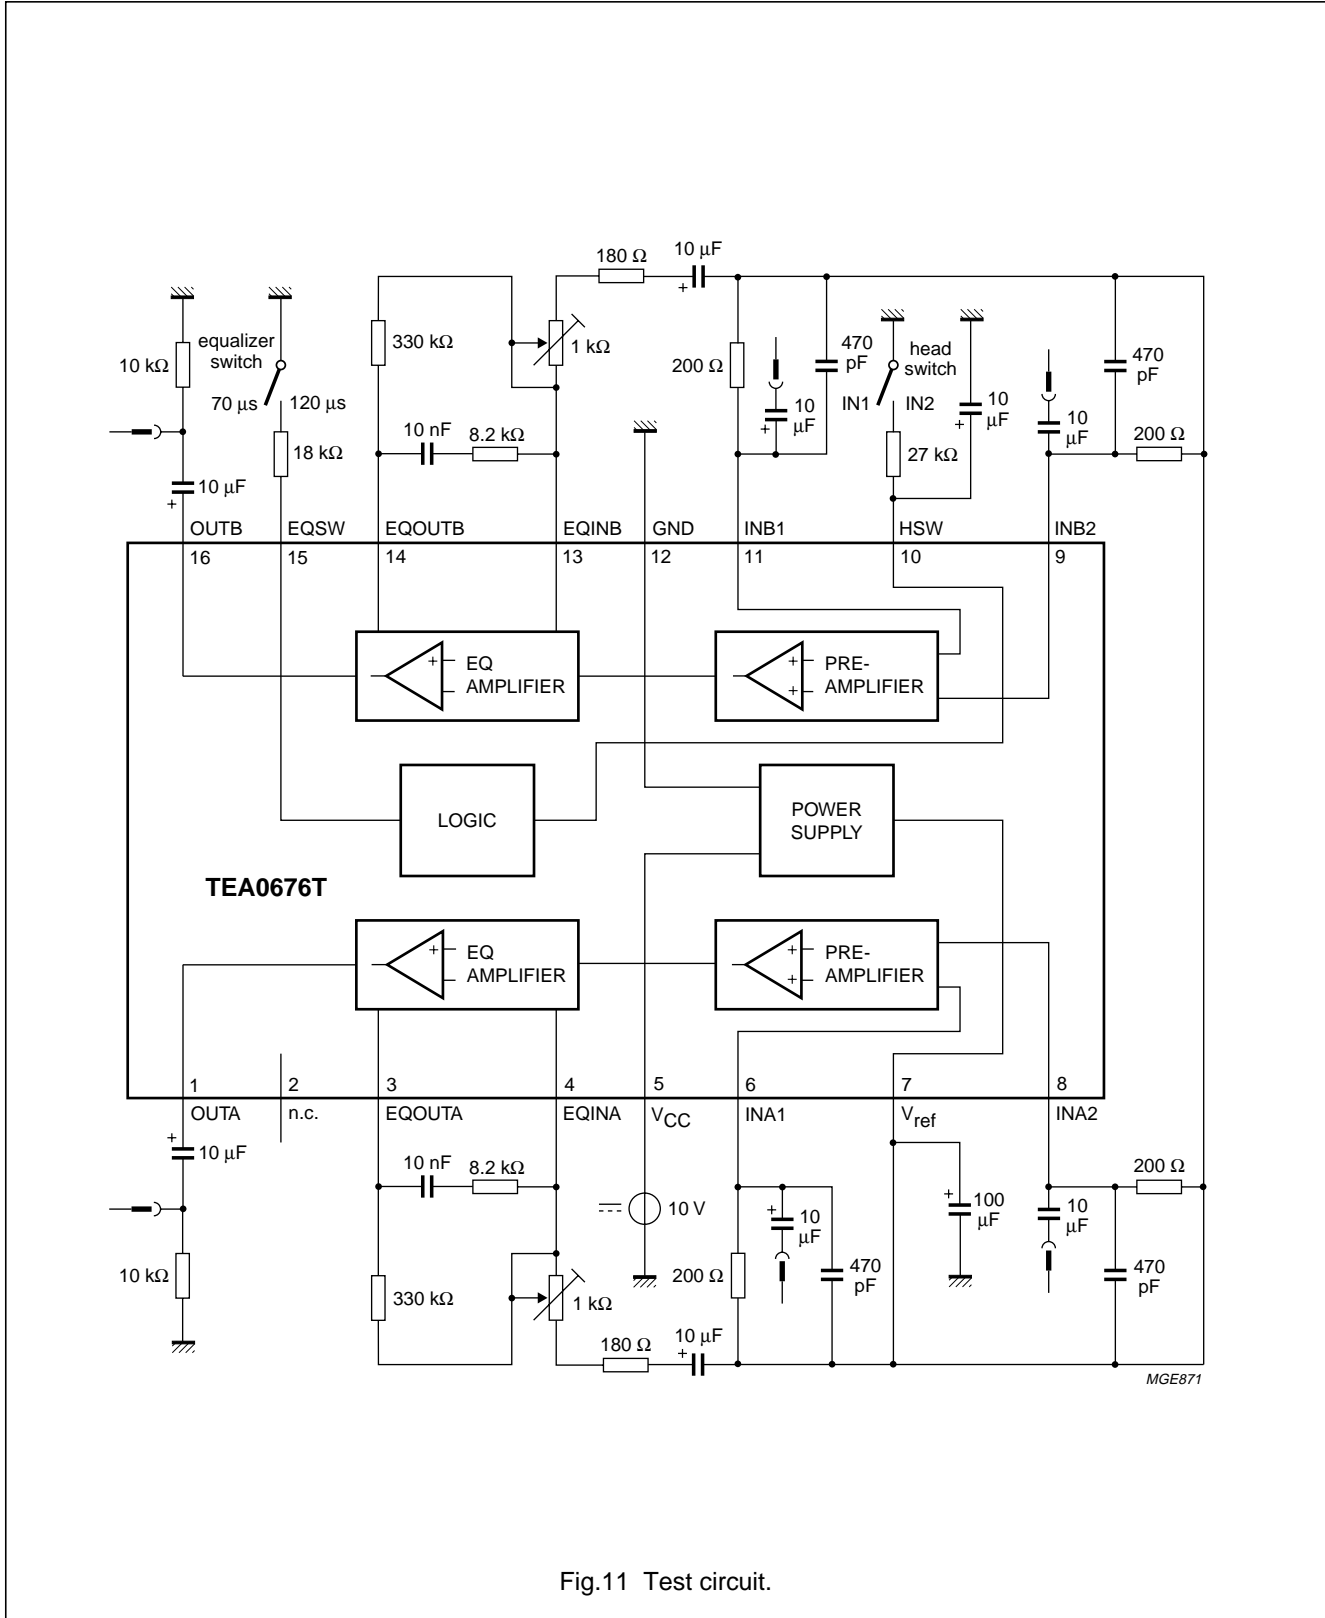 180 Ω
10 μF
+
10 kΩ
equalizer
switch
70 μs
120 μs
18 kΩ
10 μF
+
330 kΩ
1 kΩ
10 nF
8.2 kΩ
200 Ω
10
μF
+
470
pF
head
switch
IN1
IN2
27 kΩ
10
μF
+
+
10
μF
470
pF
200 Ω
OUTB
EQSW
EQOUTB
EQINB
GND
INB1
HSW
INB2
16
15
14
13
12
11
10
9
+
EQ
AMPLIFIER
+
+
PRE-
AMPLIFIER
LOGIC
POWER
SUPPLY
TEA0676T
+
EQ
AMPLIFIER
+
+
PRE-
AMPLIFIER
1
2
3
4
5
6
7
8
OUTA
n.c.
EQOUTA
EQINA
VCC
INA1
Vref
INA2
+
10 μF
10 nF
8.2 kΩ
10 V
+
10
μF
+
100
μF
+
10
μF
200 Ω
10 kΩ
330 kΩ
1 kΩ
200 Ω
470
pF
470
pF
180 Ω
10 μF
+
MGE871
Fig.11 Test circuit.